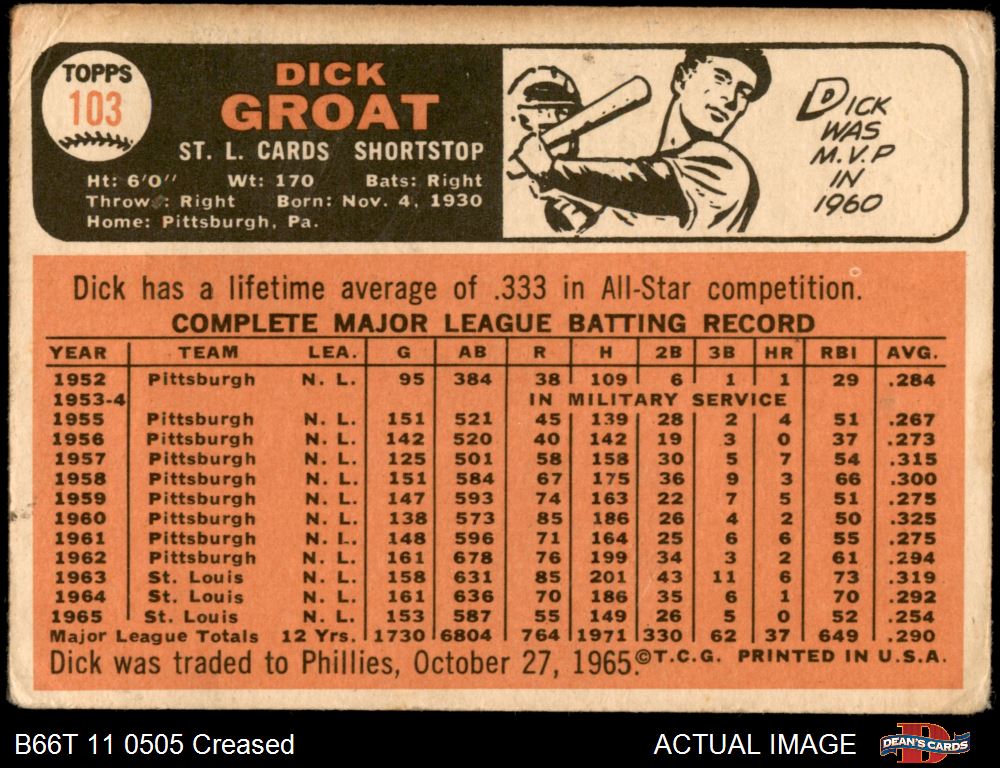 TOPPS
103
DICK
GROAT
ST. L. CARDS SHORTSTOP
Ht: 6'0'' Wt: 170 Bats: Right
Throws: Right Born: Nov. 4, 1930
Home: Pittsburgh, Pa.
DICK
WAS
M.V.P
IN
1960
Dick has a lifetime average of .333 in All-Star competition.
COMPLETE MAJOR LEAGUE BATTING RECORD
YEAR TEAM LEA. G AB R H 2B 3B HR RBI AVG.
1952 Pittsburgh N. L. 95 384 38 109 6 1 1 29 .284
1953-4 IN MILITARY SERVICE
1955 Pittsburgh N. L. 151 521 45 139 28 2 4 51 .267
1956 Pittsburgh N. L. 142 520 40 142 19 3 0 37 .273
1957 Pittsburgh N. L. 125 501 58 158 30 5 7 54 .315
1958 Pittsburgh N. L. 151 584 67 175 36 9 3 66 .300
1959 Pittsburgh N. L. 147 593 74 163 22 7 5 51 .275
1960 Pittsburgh N. L. 138 573 85 186 26 4 2 50 .325
1961 Pittsburgh N. L. 148 596 71 164 25 6 6 55 .275
1962 Pittsburgh N. L. 161 678 76 199 34 3 2 61 .294
1963 St. Louis N. L. 158 631 85 201 43 11 6 73 .319
1964 St. Louis N. L. 161 636 70 186 35 6 1 70 .292
1965 St. Louis N. L. 153 587 55 149 26 5 0 52 .254
Major League Totals 12 Yrs. 1730 6804 764 1971 330 62 37 649 .290
Dick was traded to Phillies, October 27, 1965. ©T.C.G. PRINTED IN U.S.A.
B66T 11 0505 Creased ACTUAL IMAGE DEAN'S CARDS